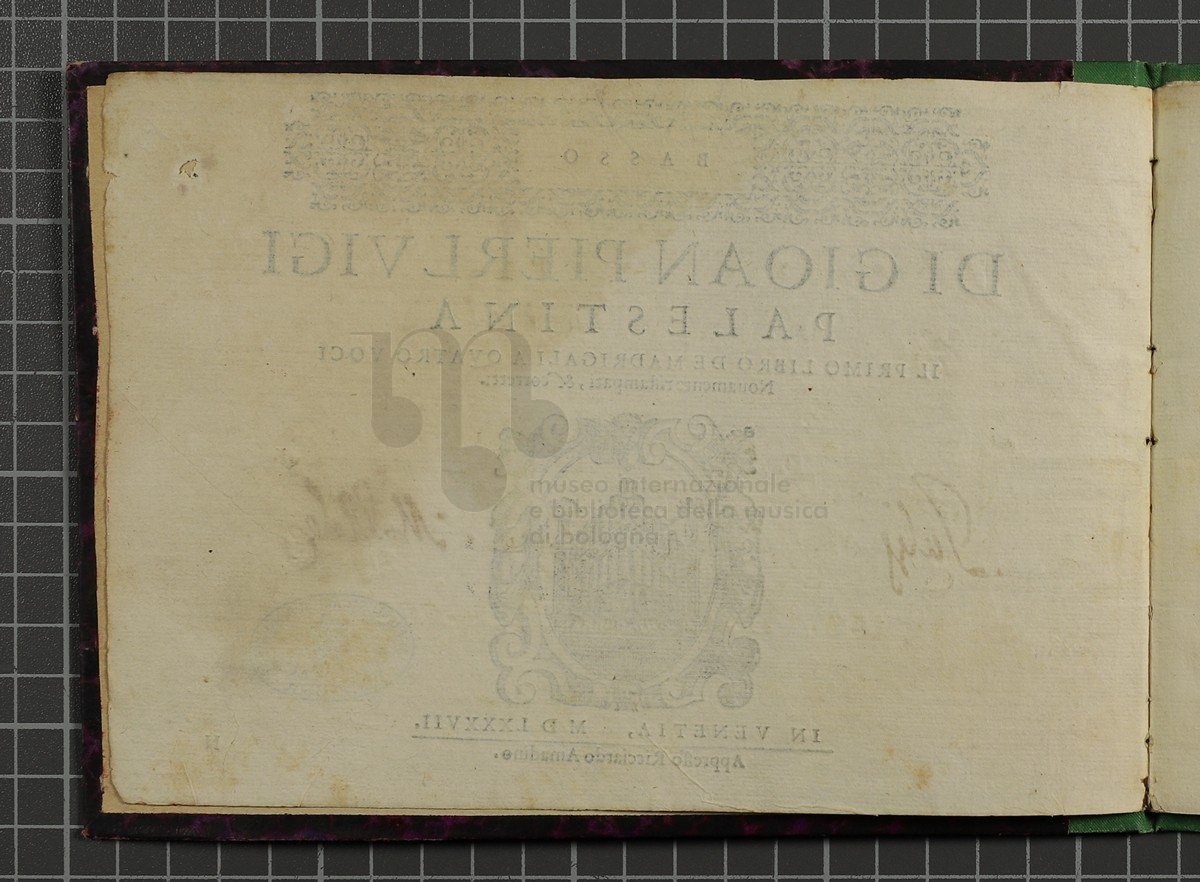 BASSO
DI GIOAN PIERLVIGI
PALESTINA
IL PRIMO LIBRO DE MADRIGALI A QVATRO VOCI
Nouamente ristampati, & corretti.
museo internazionale
e biblioteca della musica
di bologna
IN VENETIA, M D LXXXVII.
Appresso Ricciardo Amadino.